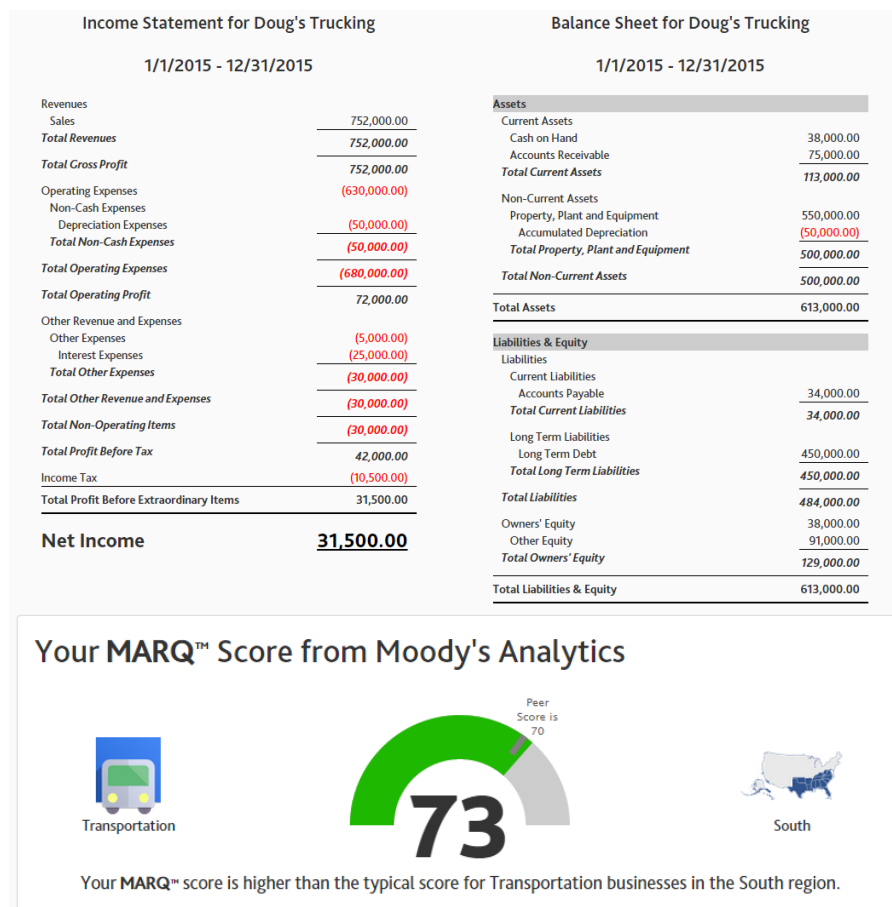 Income Statement for Doug's Trucking
1/1/2015 - 12/31/2015
Revenues
Sales 752,000.00
Total Revenues 752,000.00
Total Gross Profit 752,000.00
Operating Expenses (630,000.00)
Non-Cash Expenses
Depreciation Expenses (50,000.00)
Total Non-Cash Expenses (50,000.00)
Total Operating Expenses (680,000.00)
Total Operating Profit 72,000.00
Other Revenue and Expenses
Other Expenses (5,000.00)
Interest Expenses (25,000.00)
Total Other Expenses (30,000.00)
Total Other Revenue and Expenses (30,000.00)
Total Non-Operating Items (30,000.00)
Total Profit Before Tax 42,000.00
Income Tax (10,500.00)
Total Profit Before Extraordinary Items 31,500.00
Net Income 31,500.00
Balance Sheet for Doug's Trucking
1/1/2015 - 12/31/2015
Assets
Current Assets
Cash on Hand 38,000.00
Accounts Receivable 75,000.00
Total Current Assets 113,000.00
Non-Current Assets
Property, Plant and Equipment 550,000.00
Accumulated Depreciation (50,000.00)
Total Property, Plant and Equipment 500,000.00
Total Non-Current Assets 500,000.00
Total Assets 613,000.00
Liabilities & Equity
Liabilities
Current Liabilities
Accounts Payable 34,000.00
Total Current Liabilities 34,000.00
Long Term Liabilities
Long Term Debt 450,000.00
Total Long Term Liabilities 450,000.00
Total Liabilities 484,000.00
Owners' Equity 38,000.00
Other Equity 91,000.00
Total Owners' Equity 129,000.00
Total Liabilities & Equity 613,000.00
Your MARQ™ Score from Moody's Analytics
Peer
Score is
70
73
Transportation
South
Your MARQ™ score is higher than the typical score for Transportation businesses in the South region.